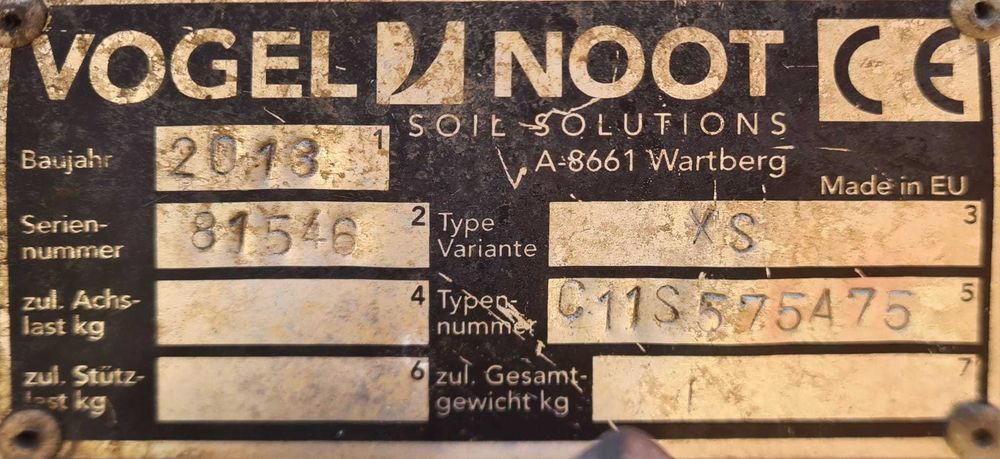 VOGEL NOOT CE
SOIL SOLUTIONS
A-8661 Wartberg
Made in EU
Baujahr 2013 1
Serien-
nummer 81546 2
Type
Variante XS 3
zul. Achs-
last kg 4
Typen-
nummer C11S575A75 5
zul. Stütz-
last kg 6
zul. Gesamt-
gewicht kg 7